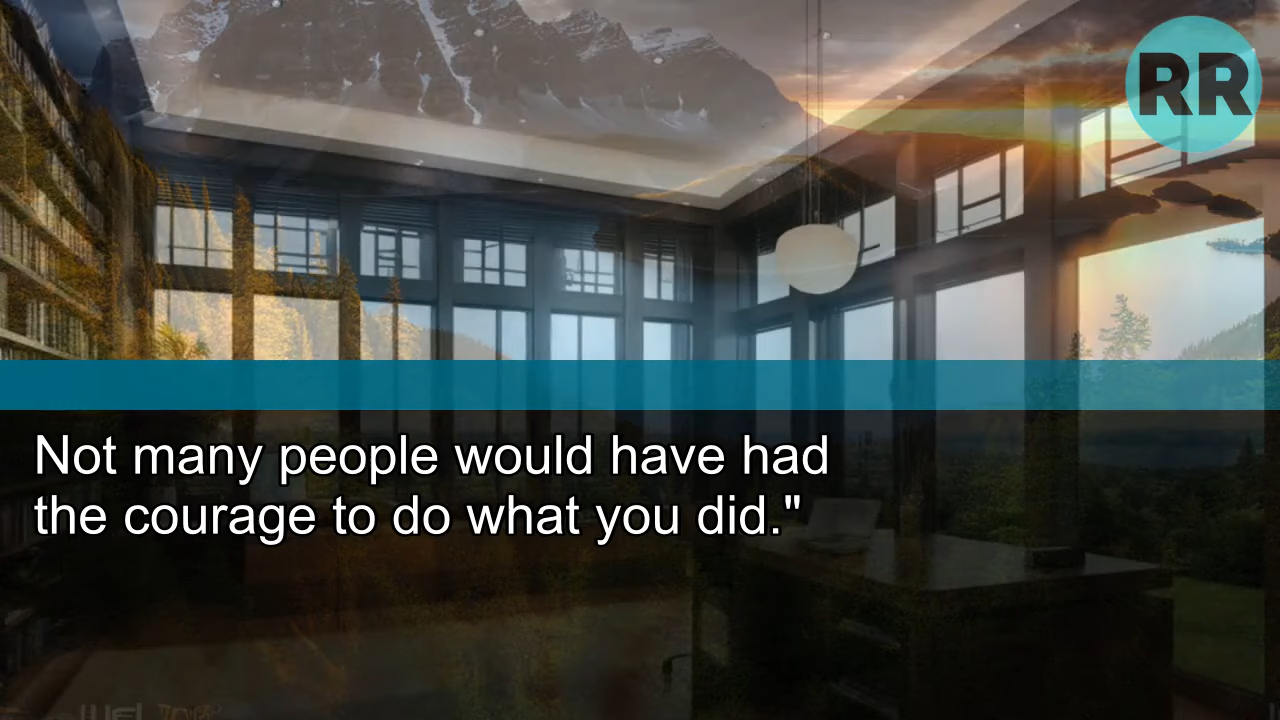 RR
Not many people would have had
the courage to do what you did."